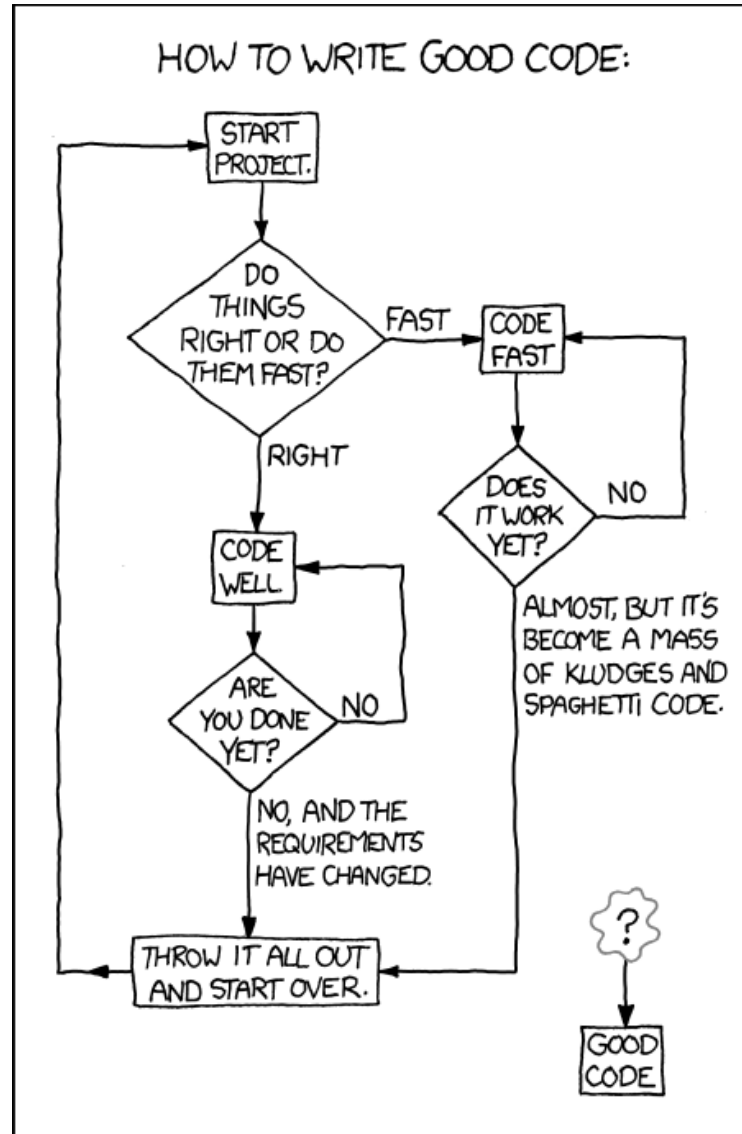 HOW TO WRITE GOOD CODE:
START
PROJECT.
DO
THINGS
RIGHT OR DO
THEM FAST?
FAST
CODE
FAST
RIGHT
DOES
IT WORK
YET?
NO
CODE
WELL
ALMOST, BUT IT'S
BECOME A MASS
OF KLUDGES AND
SPAGHETTI CODE.
ARE
YOU DONE
YET?
NO
NO, AND THE
REQUIREMENTS
HAVE CHANGED.
THROW IT ALL OUT
AND START OVER.
?
GOOD
CODE